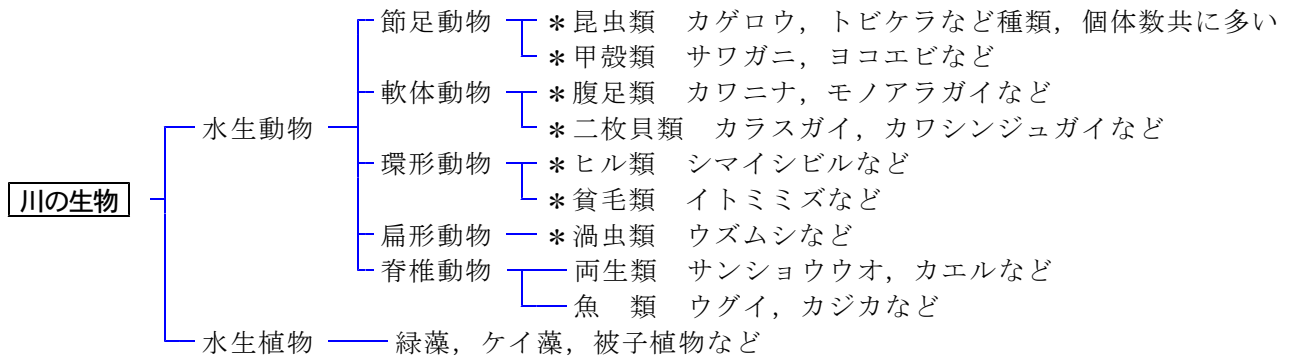 節足動物 ＊昆虫類 カゲロウ，トビケラなど種類，個体数共に多い
＊甲殻類 サワガニ，ヨコエビなど
軟体動物 ＊腹足類 カワニナ，モノアラガイなど
水生動物 ＊二枚貝類 カラスガイ，カワシンジュガイなど
環形動物 ＊ヒル類 シマイシビルなど
川の生物 ＊貧毛類 イトミミズなど
扁形動物 ＊渦虫類 ウズムシなど
脊椎動物 両生類 サンショウウオ，カエルなど
魚　類 ウグイ，カジカなど
水生植物 緑藻，ケイ藻，被子植物など